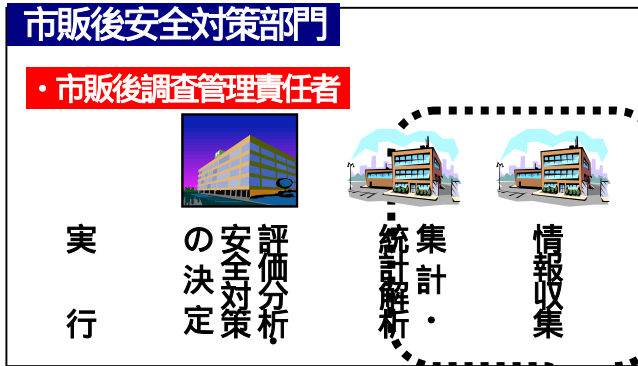 市販後安全対策部門
・市販後調査管理責任者
情報収集
集計・
統計解析
評価分析・
安全対策
の決定
実行